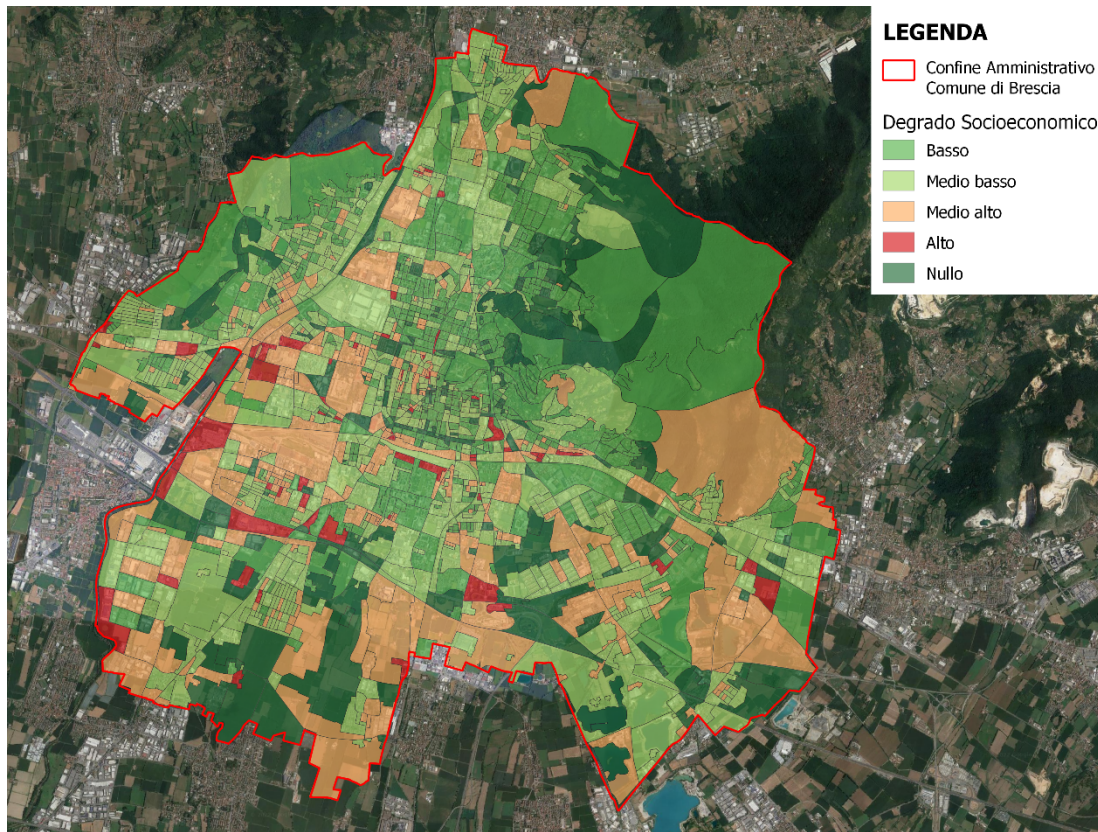 LEGENDA
Confine Amministrativo
Comune di Brescia
Degrado Socioeconomico
Basso
Medio basso
Medio alto
Alto
Nullo